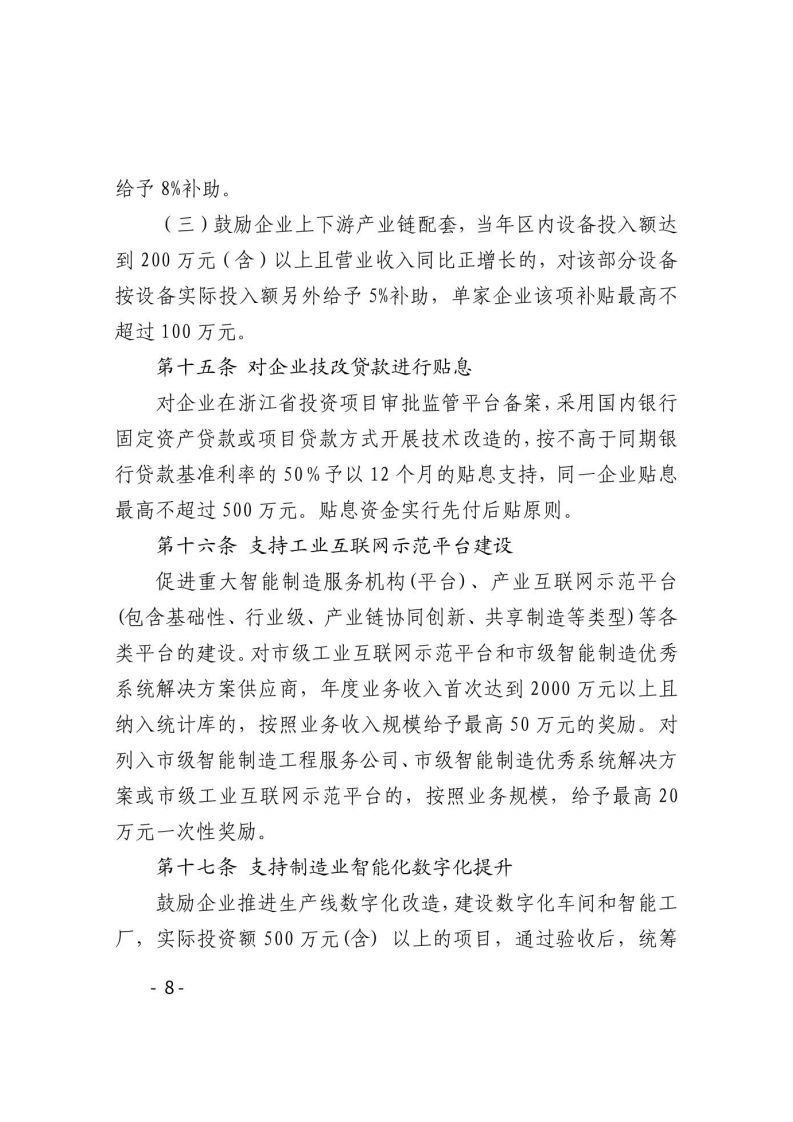 给予 8%补助。
（三）鼓励企业上下游产业链配套，当年区内设备投入额达
到 200 万元（含）以上且营业收入同比正增长的，对该部分设备
按设备实际投入额另外给予 5%补助，单家企业该项补贴最高不
超过 100 万元。
第十五条 对企业技改贷款进行贴息
对企业在浙江省投资项目审批监管平台备案，采用国内银行
固定资产贷款或项目贷款方式开展技术改造的，按不高于同期银
行贷款基准利率的 50%予以 12 个月的贴息支持，同一企业贴息
最高不超过 500 万元。贴息资金实行先付后贴原则。
第十六条 支持工业互联网示范平台建设
促进重大智能制造服务机构(平台)、产业互联网示范平台
(包含基础性、行业级、产业链协同创新、共享制造等类型)等各
类平台的建设。对市级工业互联网示范平台和市级智能制造优秀
系统解决方案供应商，年度业务收入首次达到 2000 万元以上且
纳入统计库的，按照业务收入规模给予最高 50 万元的奖励。对
列入市级智能制造工程服务公司、市级智能制造优秀系统解决方
案或市级工业互联网示范平台的，按照业务规模，给予最高 20
万元一次性奖励。
第十七条 支持制造业智能化数字化提升
鼓励企业推进生产线数字化改造，建设数字化车间和智能工
厂，实际投资额 500 万元(含) 以上的项目，通过验收后，统筹
- 8 -